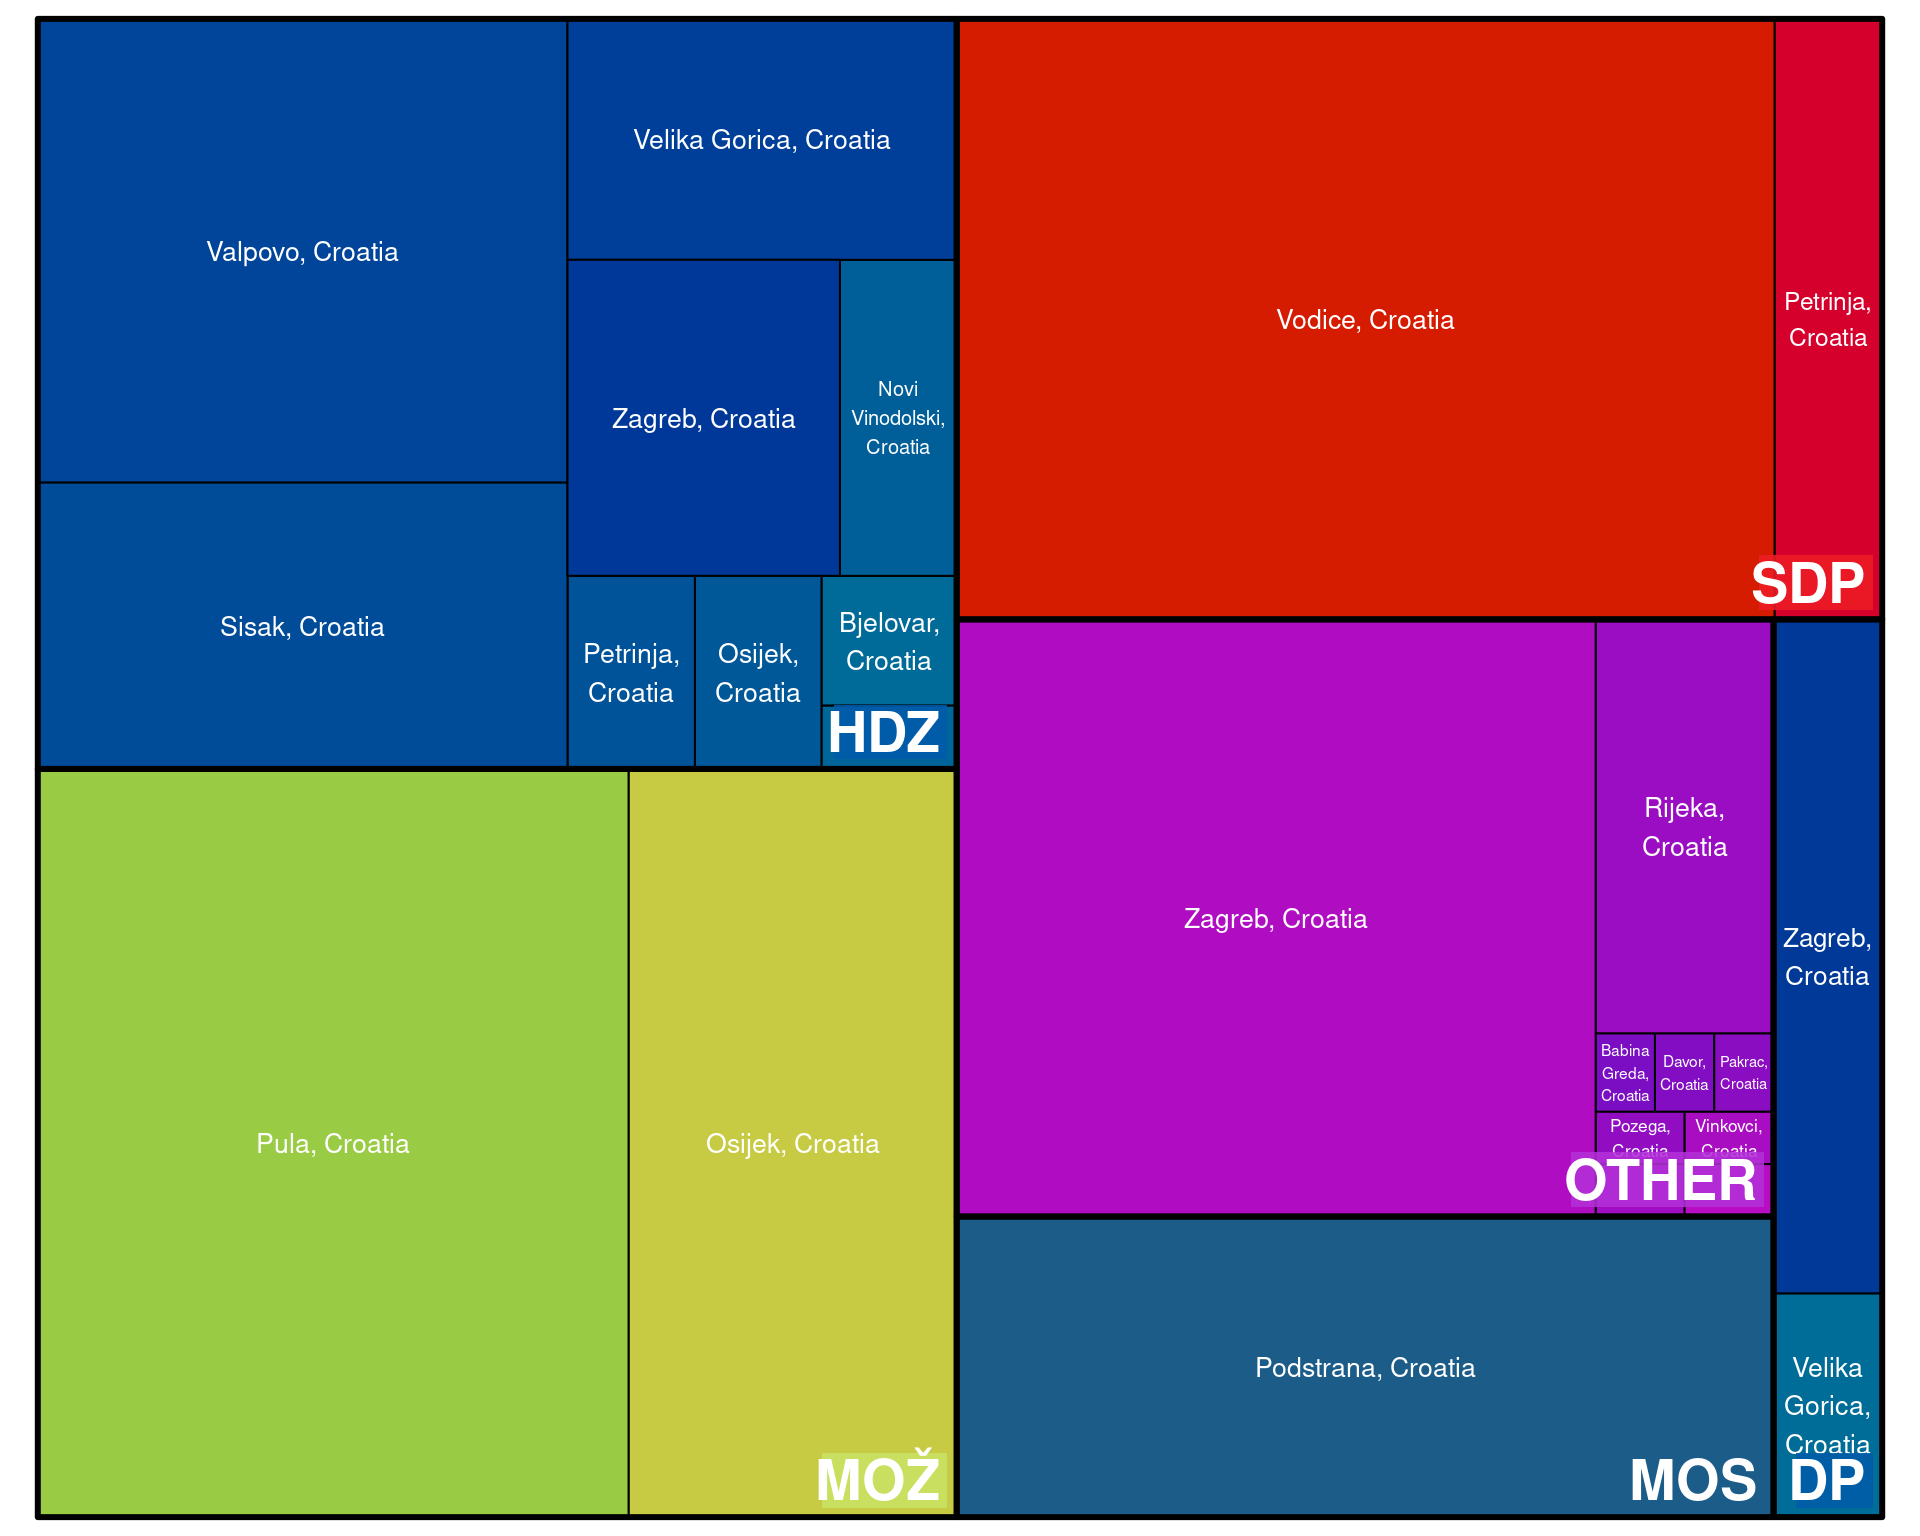 Valpovo, Croatia
Velika Gorica, Croatia
Zagreb, Croatia
Novi
Vinodolski,
Croatia
Sisak, Croatia
Petrinja,
Croatia
Osijek,
Croatia
Bjelovar,
Croatia
HDZ
Pula, Croatia
Osijek, Croatia
MOŽ
Vodice, Croatia
Petrinja,
Croatia
SDP
Zagreb, Croatia
Rijeka,
Croatia
Babina
Greda,
Croatia
Davor,
Croatia
Pakrac,
Croatia
Pozega,
Croatia
Vinkovci,
Croatia
OTHER
Podstrana, Croatia
MOS
Zagreb,
Croatia
Velika
Gorica,
Croatia
DP